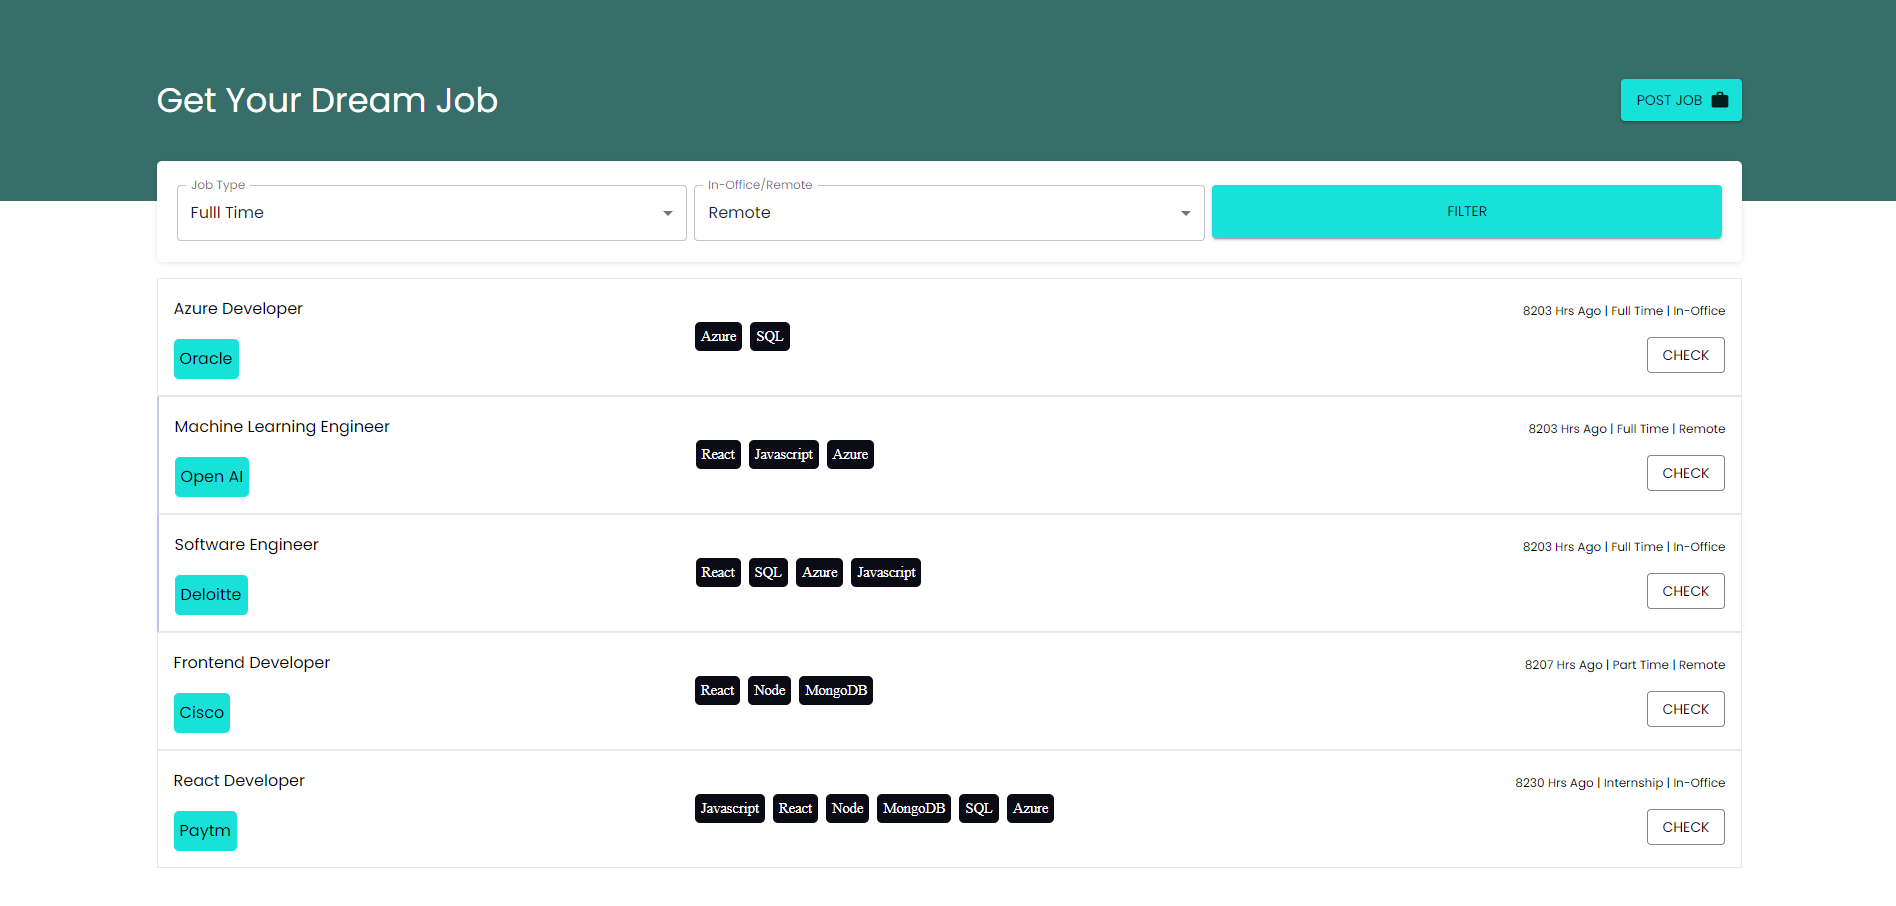 Get Your Dream Job
POST JOB
Job Type
Fulll Time
In-Office/Remote
Remote
FILTER
Azure Developer
Oracle
Azure SQL
8203 Hrs Ago | Full Time | In-Office
CHECK
Machine Learning Engineer
Open AI
React Javascript Azure
8203 Hrs Ago | Full Time | Remote
CHECK
Software Engineer
Deloitte
React SQL Azure Javascript
8203 Hrs Ago | Full Time | In-Office
CHECK
Frontend Developer
Cisco
React Node MongoDB
8207 Hrs Ago | Part Time | Remote
CHECK
React Developer
Paytm
Javascript React Node MongoDB SQL Azure
8230 Hrs Ago | Internship | In-Office
CHECK